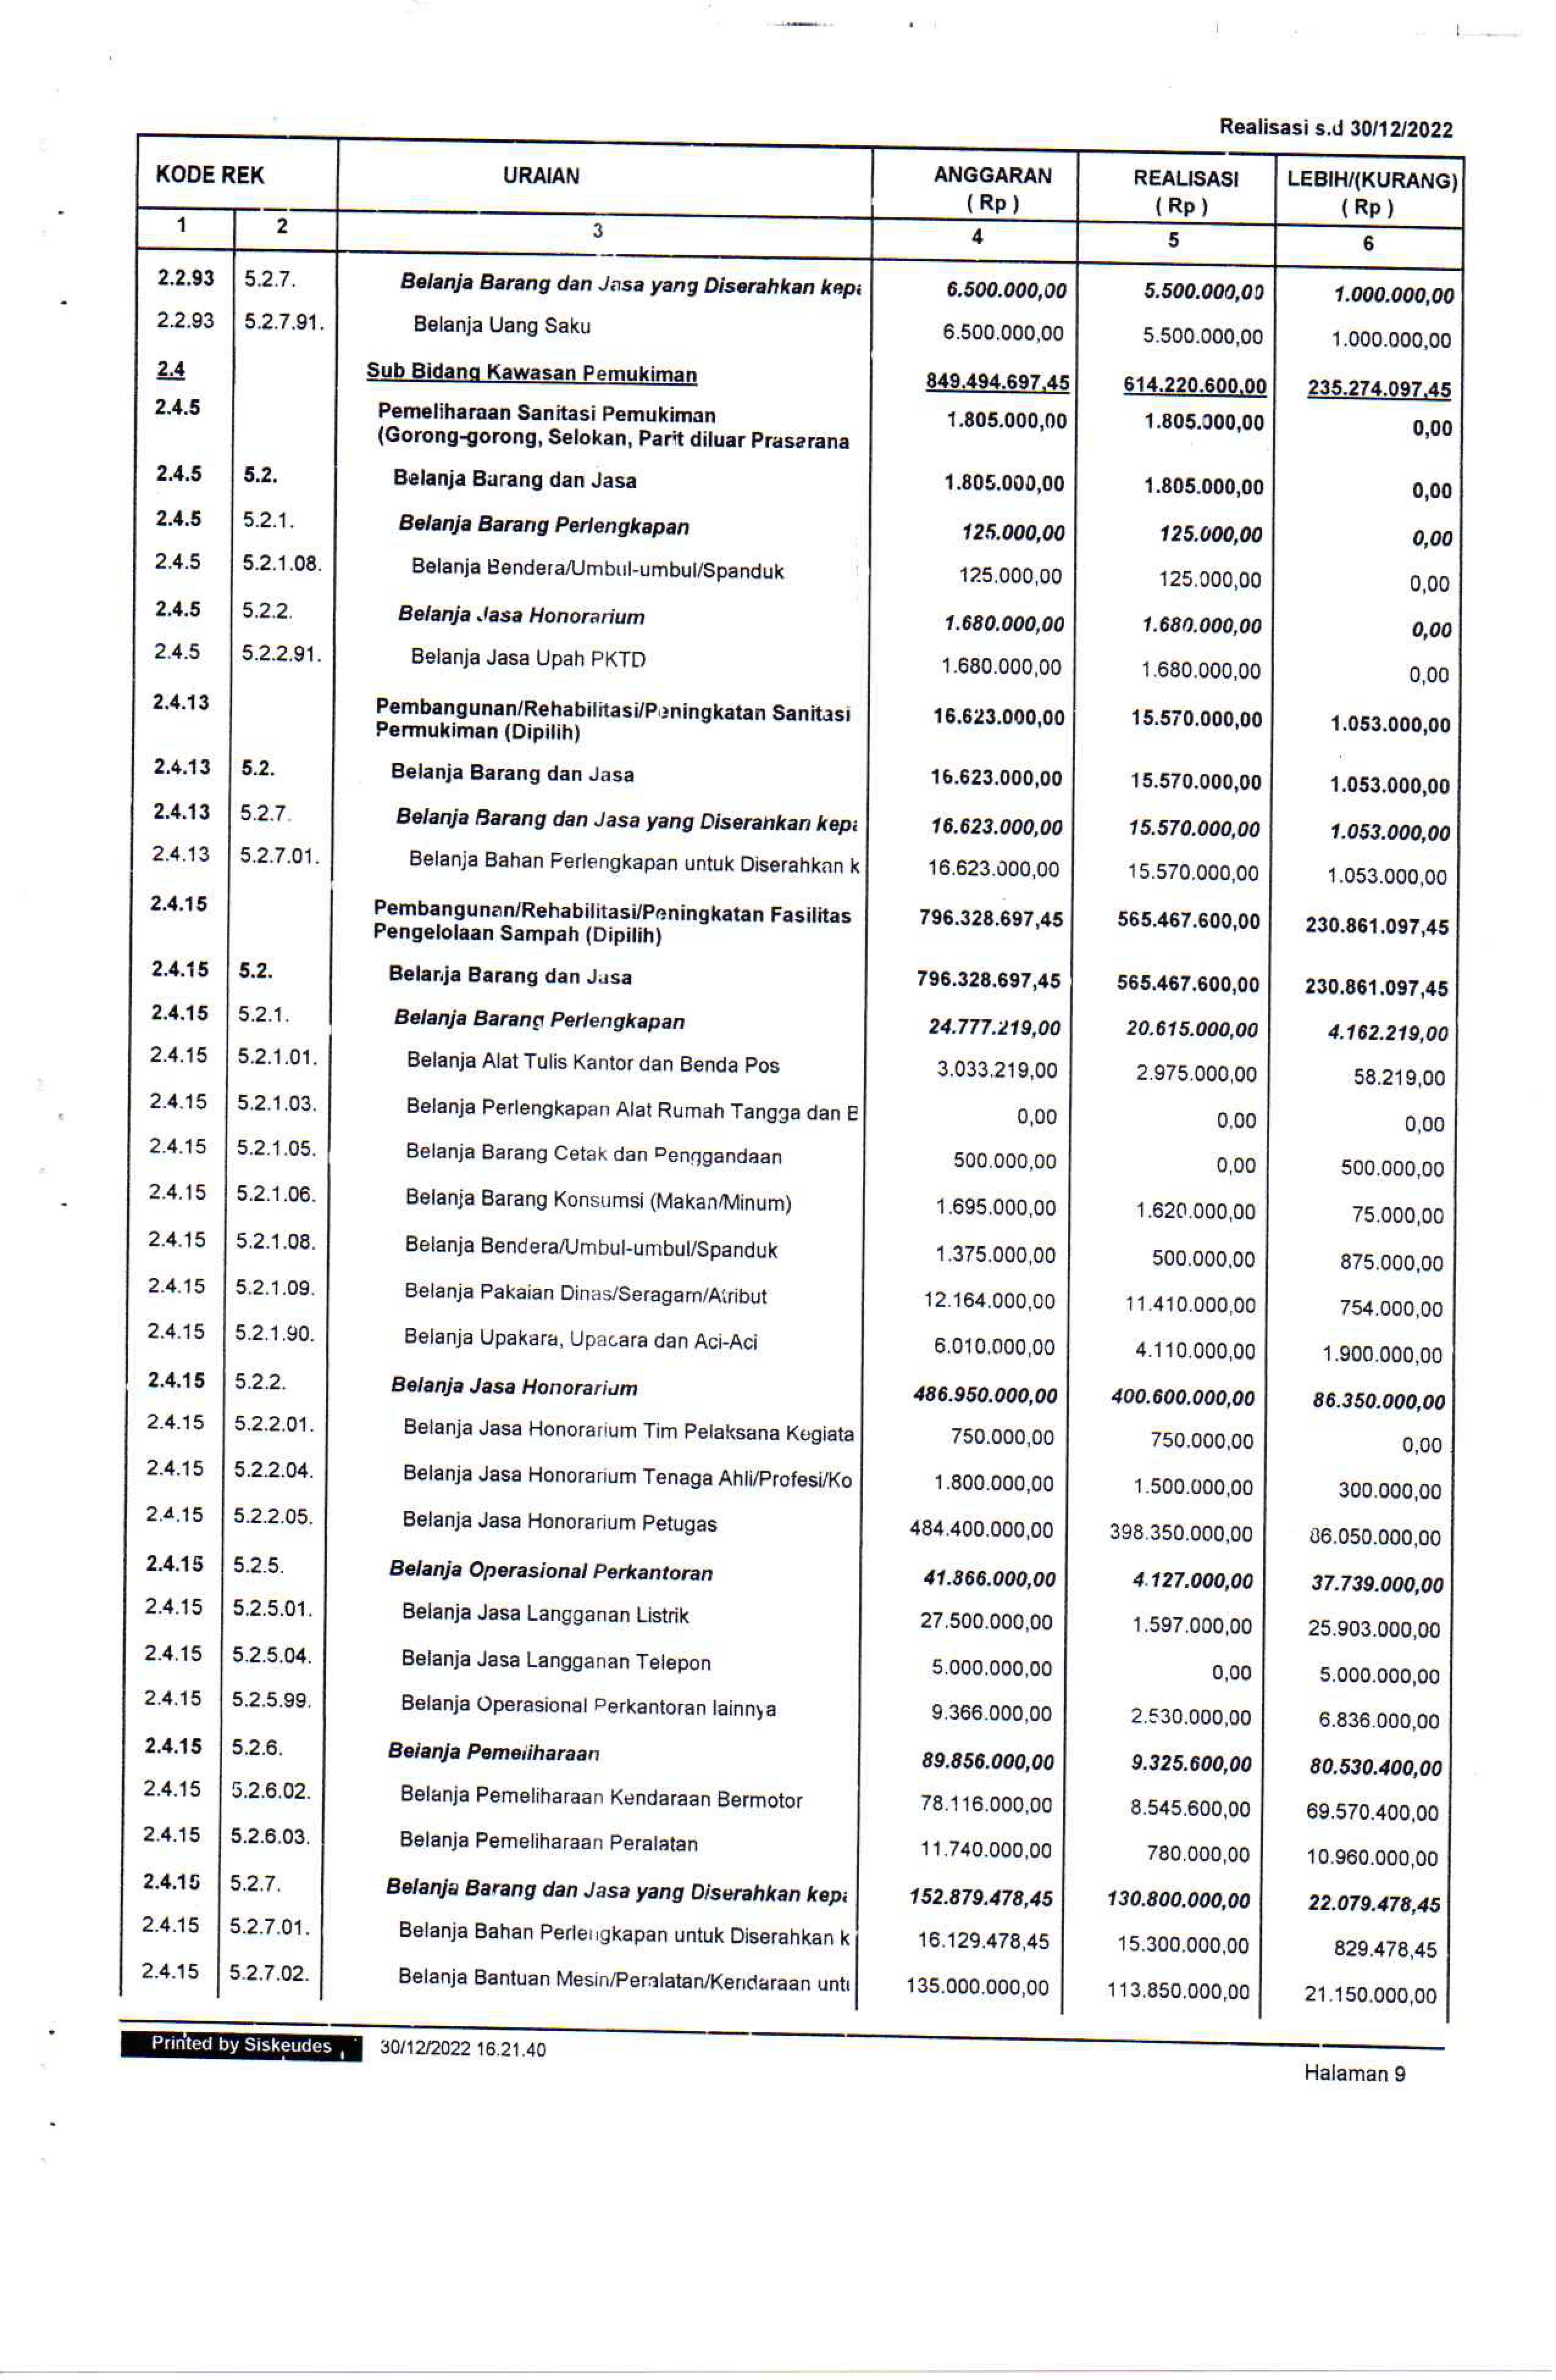 Realisasi s.d 30/12/2022
KODE REK URAIAN ANGGARAN REALISASI LEBIH/(KURANG)
( Rp ) ( Rp ) ( Rp )
1 2 3 4 5 6
2.2.93 5.2.7. Belanja Barang dan Jasa yang Diserahkan kepa 6.500.000,00 5.500.000,00 1.000.000,00
2.2.93 5.2.7.91. Belanja Uang Saku 6.500.000,00 5.500.000,00 1.000.000,00
2.4 Sub Bidang Kawasan Pemukiman 849.494.697,45 614.220.600,00 235.274.097,45
2.4.5 Pemeliharaan Sanitasi Pemukiman 1.805.000,00 1.805.000,00 0,00
(Gorong-gorong, Selokan, Parit diluar Prasarana
2.4.5 5.2. Belanja Barang dan Jasa 1.805.000,00 1.805.000,00 0,00
2.4.5 5.2.1. Belanja Barang Perlengkapan 125.000,00 125.000,00 0,00
2.4.5 5.2.1.08. Belanja Bendera/Umbul-umbul/Spanduk 125.000,00 125.000,00 0,00
2.4.5 5.2.2. Belanja Jasa Honorarium 1.680.000,00 1.680.000,00 0,00
2.4.5 5.2.2.91. Belanja Jasa Upah PKTD 1.680.000,00 1.680.000,00 0,00
2.4.13 Pembangunan/Rehabilitasi/Peningkatan Sanitasi 16.623.000,00 15.570.000,00 1.053.000,00
Permukiman (Dipilih)
2.4.13 5.2. Belanja Barang dan Jasa 16.623.000,00 15.570.000,00 1.053.000,00
2.4.13 5.2.7. Belanja Barang dan Jasa yang Diserahkan kepa 16.623.000,00 15.570.000,00 1.053.000,00
2.4.13 5.2.7.01. Belanja Bahan Perlengkapan untuk Diserahkan k 16.623.000,00 15.570.000,00 1.053.000,00
2.4.15 Pembangunan/Rehabilitasi/Peningkatan Fasilitas 796.328.697,45 565.467.600,00 230.861.097,45
Pengelolaan Sampah (Dipilih)
2.4.15 5.2. Belanja Barang dan Jasa 796.328.697,45 565.467.600,00 230.861.097,45
2.4.15 5.2.1. Belanja Barang Perlengkapan 24.777.219,00 20.615.000,00 4.162.219,00
2.4.15 5.2.1.01. Belanja Alat Tulis Kantor dan Benda Pos 3.033.219,00 2.975.000,00 58.219,00
2.4.15 5.2.1.03. Belanja Perlengkapan Alat Rumah Tangga dan B 0,00 0,00 0,00
2.4.15 5.2.1.05. Belanja Barang Cetak dan Penggandaan 500.000,00 0,00 500.000,00
2.4.15 5.2.1.06. Belanja Barang Konsumsi (Makan/Minum) 1.695.000,00 1.620.000,00 75.000,00
2.4.15 5.2.1.08. Belanja Bendera/Umbul-umbul/Spanduk 1.375.000,00 500.000,00 875.000,00
2.4.15 5.2.1.09. Belanja Pakaian Dinas/Seragam/Atribut 12.164.000,00 11.410.000,00 754.000,00
2.4.15 5.2.1.90. Belanja Upakara, Upacara dan Aci-Aci 6.010.000,00 4.110.000,00 1.900.000,00
2.4.15 5.2.2. Belanja Jasa Honorarium 486.950.000,00 400.600.000,00 86.350.000,00
2.4.15 5.2.2.01. Belanja Jasa Honorarium Tim Pelaksana Kegiata 750.000,00 750.000,00 0,00
2.4.15 5.2.2.04. Belanja Jasa Honorarium Tenaga Ahli/Profesi/Ko 1.800.000,00 1.500.000,00 300.000,00
2.4.15 5.2.2.05. Belanja Jasa Honorarium Petugas 484.400.000,00 398.350.000,00 86.050.000,00
2.4.15 5.2.5. Belanja Operasional Perkantoran 41.866.000,00 4.127.000,00 37.739.000,00
2.4.15 5.2.5.01. Belanja Jasa Langganan Listrik 27.500.000,00 1.597.000,00 25.903.000,00
2.4.15 5.2.5.04. Belanja Jasa Langganan Telepon 5.000.000,00 0,00 5.000.000,00
2.4.15 5.2.5.99. Belanja Operasional Perkantoran lainnya 9.366.000,00 2.530.000,00 6.836.000,00
2.4.15 5.2.6. Belanja Pemeliharaan 89.856.000,00 9.325.600,00 80.530.400,00
2.4.15 5.2.6.02. Belanja Pemeliharaan Kendaraan Bermotor 78.116.000,00 8.545.600,00 69.570.400,00
2.4.15 5.2.6.03. Belanja Pemeliharaan Peralatan 11.740.000,00 780.000,00 10.960.000,00
2.4.15 5.2.7. Belanja Barang dan Jasa yang Diserahkan kepa 152.879.478,45 130.800.000,00 22.079.478,45
2.4.15 5.2.7.01. Belanja Bahan Perlengkapan untuk Diserahkan k 16.129.478,45 15.300.000,00 829.478,45
2.4.15 5.2.7.02. Belanja Bantuan Mesin/Peralatan/Kendaraan untu 135.000.000,00 113.850.000,00 21.150.000,00
Printed by Siskeudes 30/12/2022 16.21.40
Halaman 9